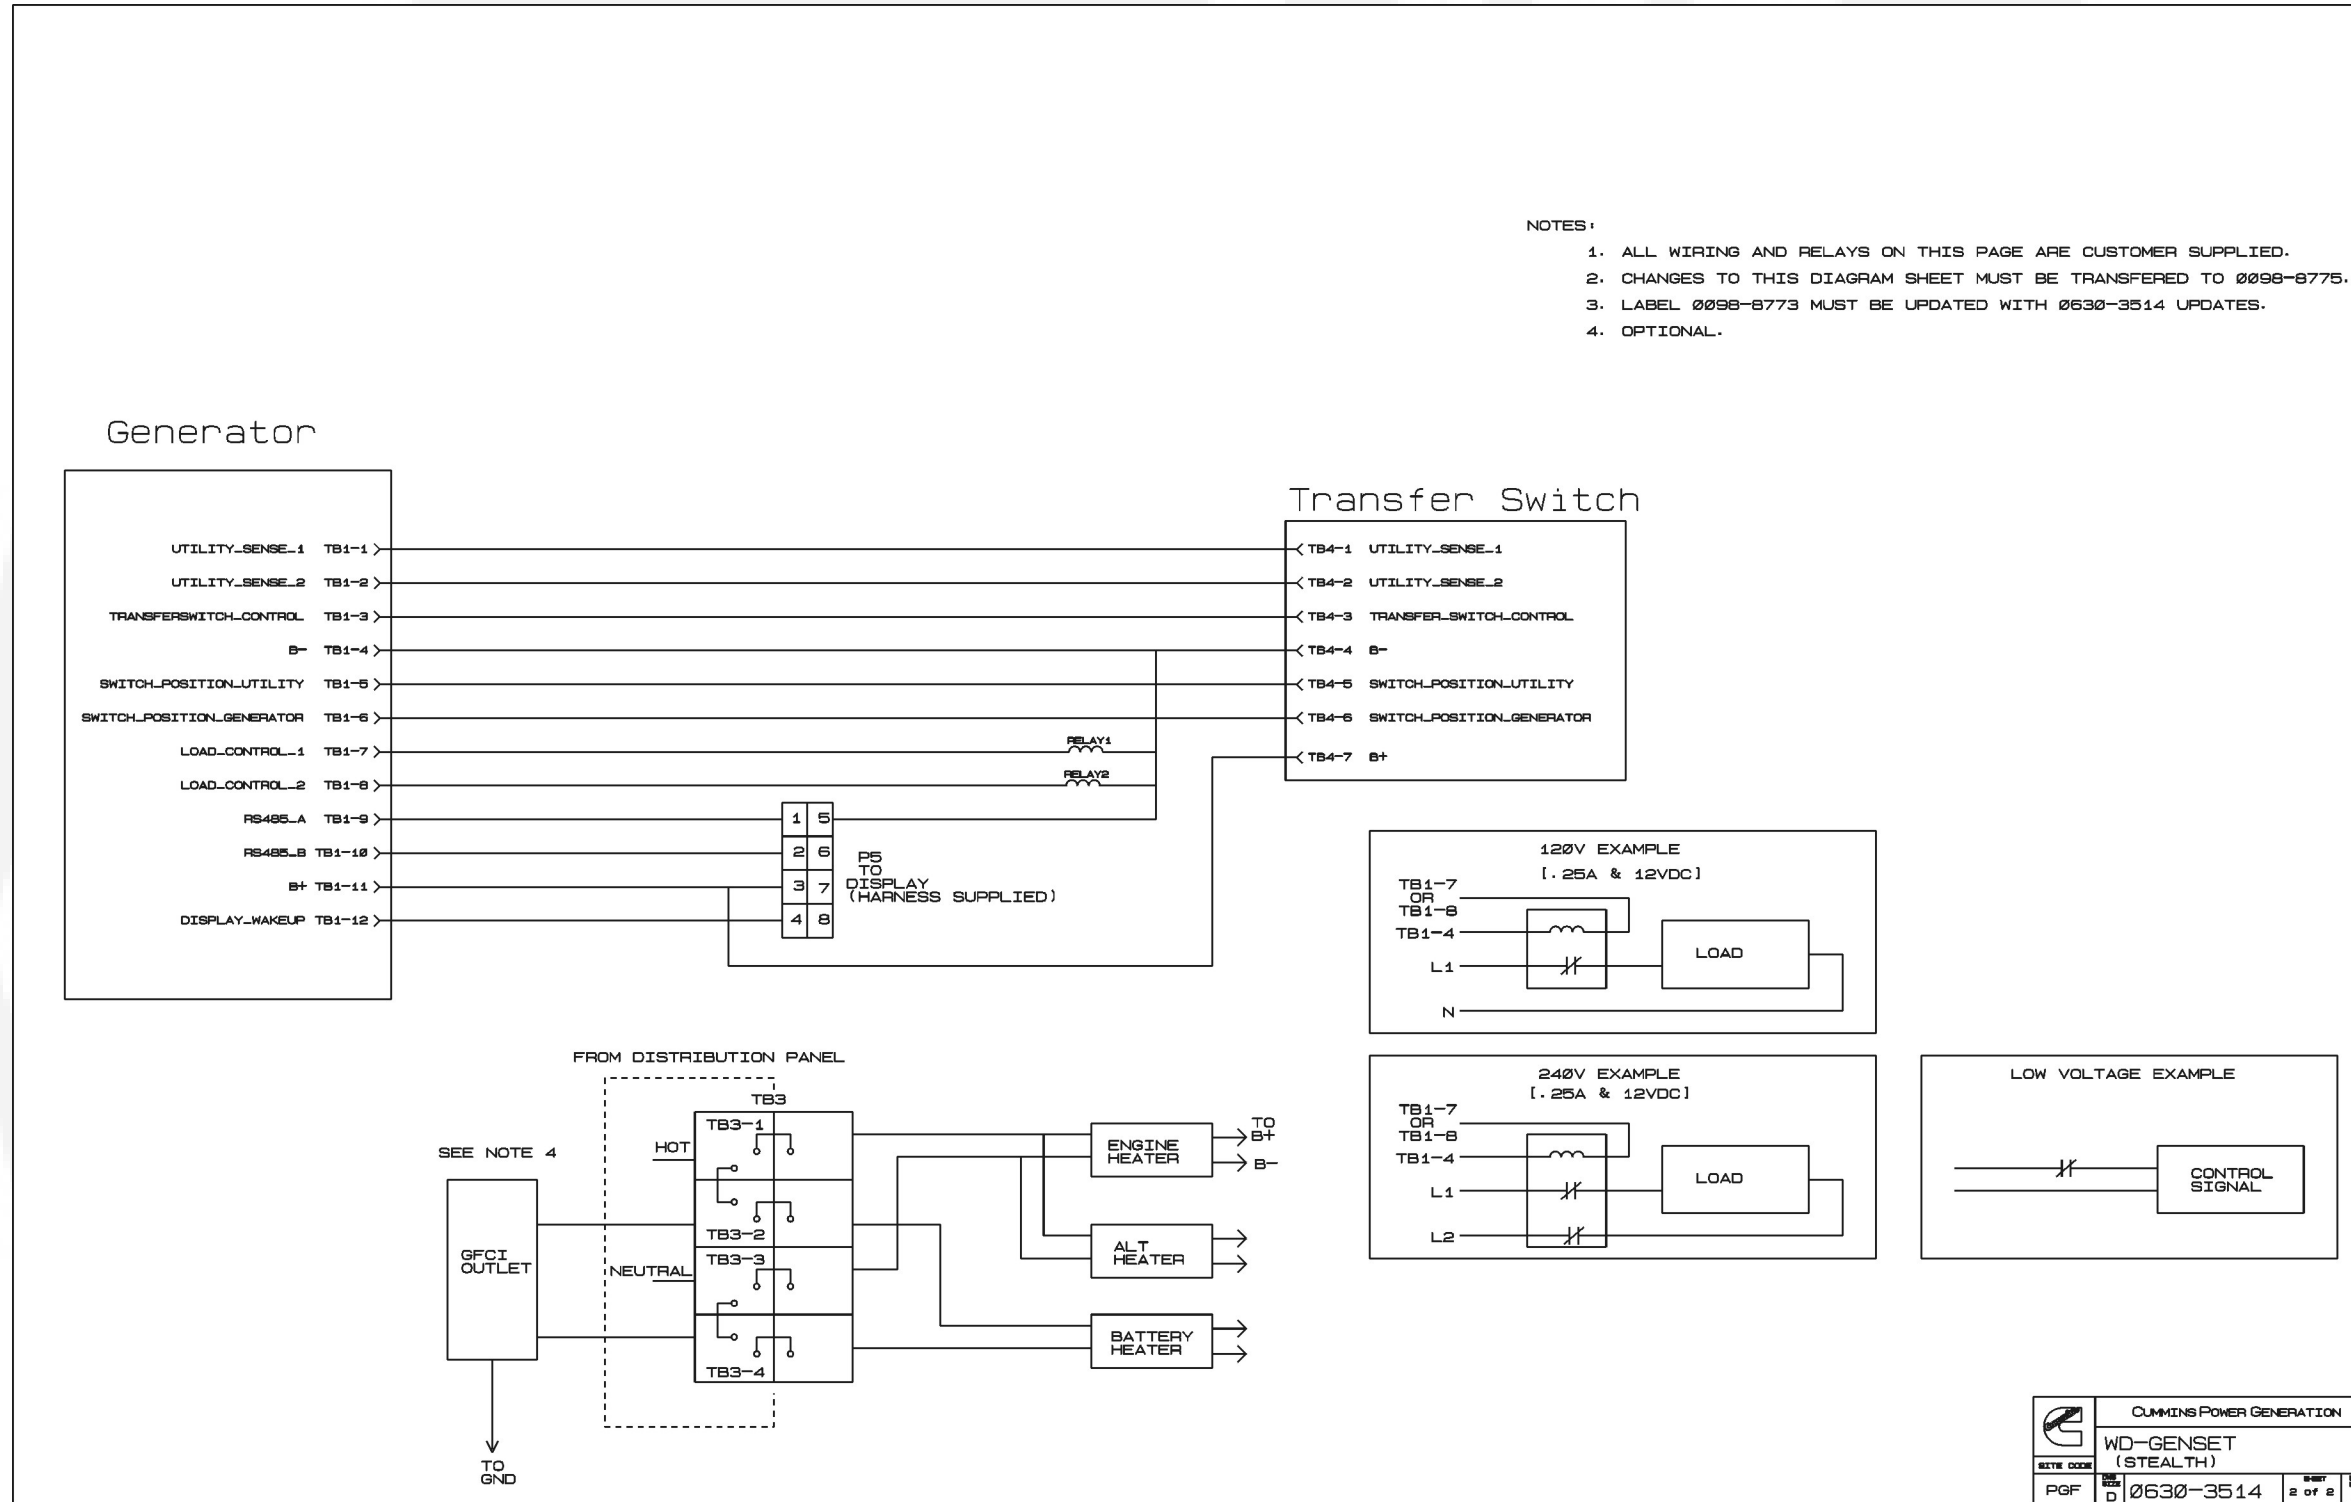 NOTES:
1. ALL WIRING AND RELAYS ON THIS PAGE ARE CUSTOMER SUPPLIED.
2. CHANGES TO THIS DIAGRAM SHEET MUST BE TRANSFERED TO 0098-8775.
3. LABEL 0098-8773 MUST BE UPDATED WITH 0630-3514 UPDATES.
4. OPTIONAL.
Generator
UTILITY_SENSE_1 TB1-1
UTILITY_SENSE_2 TB1-2
TRANSFERSWITCH_CONTROL TB1-3
B- TB1-4
SWITCH_POSITION_UTILITY TB1-5
SWITCH_POSITION_GENERATOR TB1-6
LOAD_CONTROL_1 TB1-7
LOAD_CONTROL_2 TB1-8
RS485_A TB1-9
RS485_B TB1-10
B+ TB1-11
DISPLAY_WAKEUP TB1-12
RELAY1
RELAY2
1 5
2 6
3 7
4 8
P5
TO
DISPLAY
(HARNESS SUPPLIED)
Transfer Switch
TB4-1 UTILITY_SENSE_1
TB4-2 UTILITY_SENSE_2
TB4-3 TRANSFER_SWITCH_CONTROL
TB4-4 B-
TB4-5 SWITCH_POSITION_UTILITY
TB4-6 SWITCH_POSITION_GENERATOR
TB4-7 B+
120V EXAMPLE
[.25A & 12VDC]
TB1-7
OR
TB1-8
TB1-4
L1
N
LOAD
FROM DISTRIBUTION PANEL
TB3
TB3-1
HOT
TB3-2
TB3-3
NEUTRAL
TB3-4
SEE NOTE 4
GFCI
OUTLET
TO
GND
ENGINE
HEATER
TO
B+
B-
ALT
HEATER
BATTERY
HEATER
240V EXAMPLE
[.25A & 12VDC]
TB1-7
OR
TB1-8
TB1-4
L1
L2
LOAD
LOW VOLTAGE EXAMPLE
CONTROL
SIGNAL
CUMMINS POWER GENERATION
WD-GENSET
(STEALTH)
SITE CODE
PGF
DWG SIZE
D
0630-3514
SHEET
2 of 2